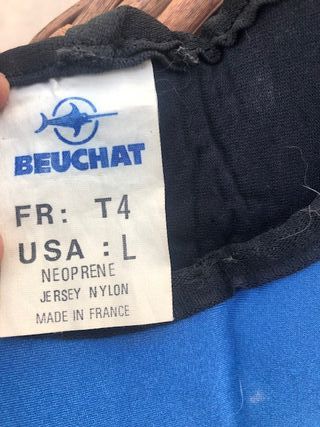 BEUCHAT
FR: T4
USA: L
NEOPRENE
JERSEY NYLON
MADE IN FRANCE